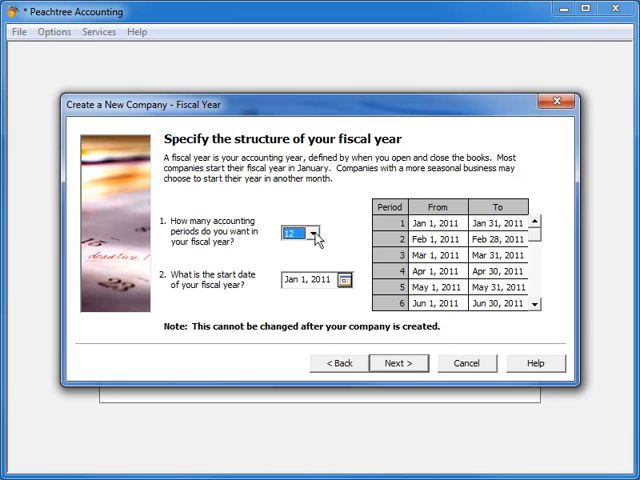 * Peachtree Accounting
File Options Services Help
Create a New Company - Fiscal Year
Specify the structure of your fiscal year
A fiscal year is your accounting year, defined by when you open and close the books. Most
companies start their fiscal year in January. Companies with a more seasonal business may
choose to start their year in another month.
1. How many accounting
periods do you want in
your fiscal year?
12
2. What is the start date
of your fiscal year?
Jan 1, 2011
Period From To
1 Jan 1, 2011 Jan 31, 2011
2 Feb 1, 2011 Feb 28, 2011
3 Mar 1, 2011 Mar 31, 2011
4 Apr 1, 2011 Apr 30, 2011
5 May 1, 2011 May 31, 2011
6 Jun 1, 2011 Jun 30, 2011
deadline!
15
23
Note: This cannot be changed after your company is created.
< Back Next > Cancel Help